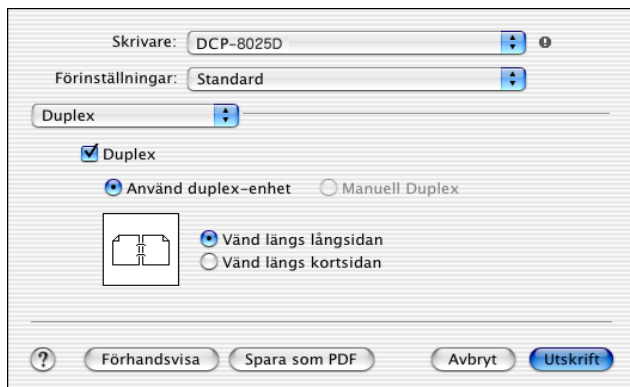 Skrivare: DCP-8025D
Förinställningar: Standard
Duplex
Duplex
Använd duplex-enhet Manuell Duplex
Vänd längs långsidan
Vänd längs kortsidan
? Förhandsvisa Spara som PDF Avbryt Utskrift